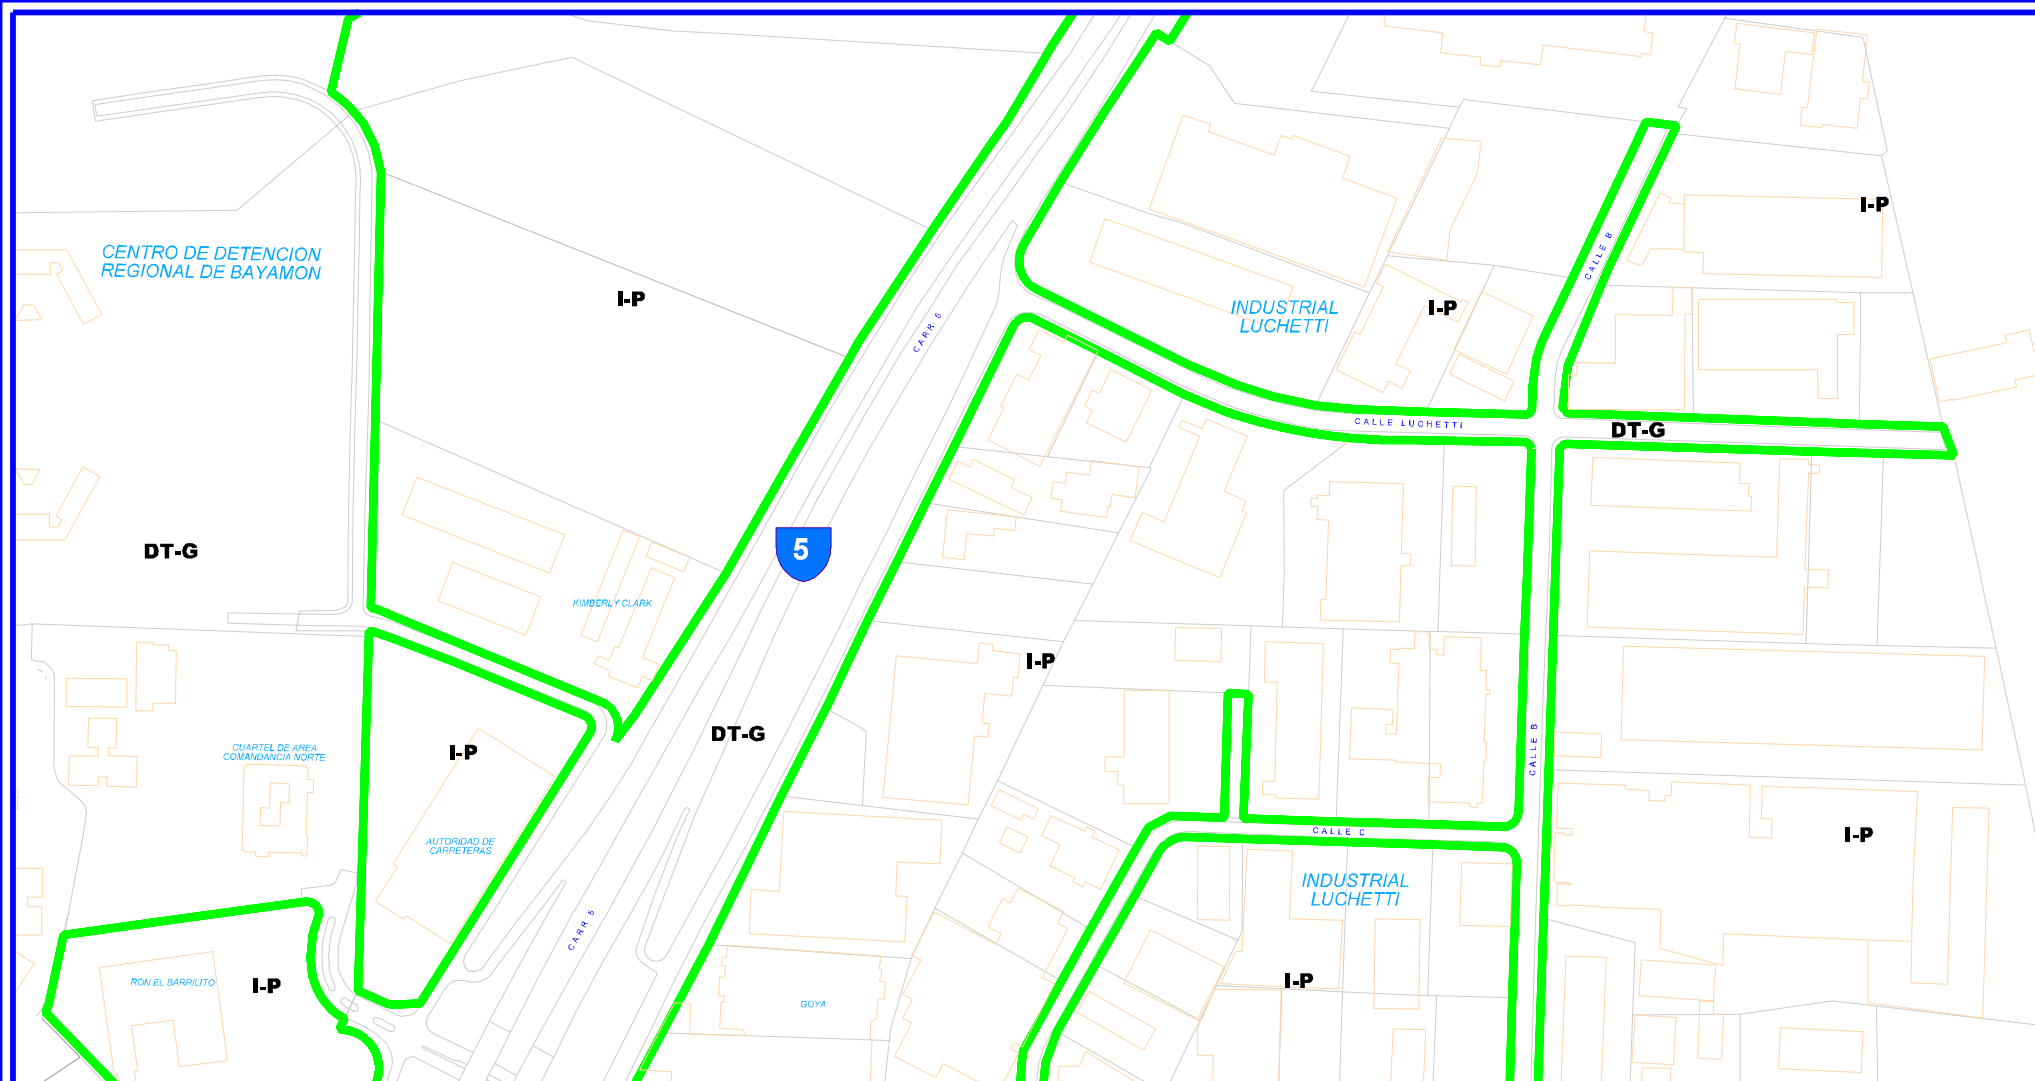 I-P
CALLE B
CENTRO DE DETENCION
REGIONAL DE BAYAMON
I-P
INDUSTRIAL
LUCHETTI
I-P
CARR 5
CALLE LUCHETTI
DT-G
DT-G
5
KIMBERLY CLARK
I-P
DT-G
CUARTEL DE AREA
COMANDANCIA NORTE
I-P
CALLE B
AUTORIDAD DE
CARRETERAS
CALLE C
I-P
INDUSTRIAL
LUCHETTI
CARR 5
RON EL BARRILITO
I-P
GOYA
I-P